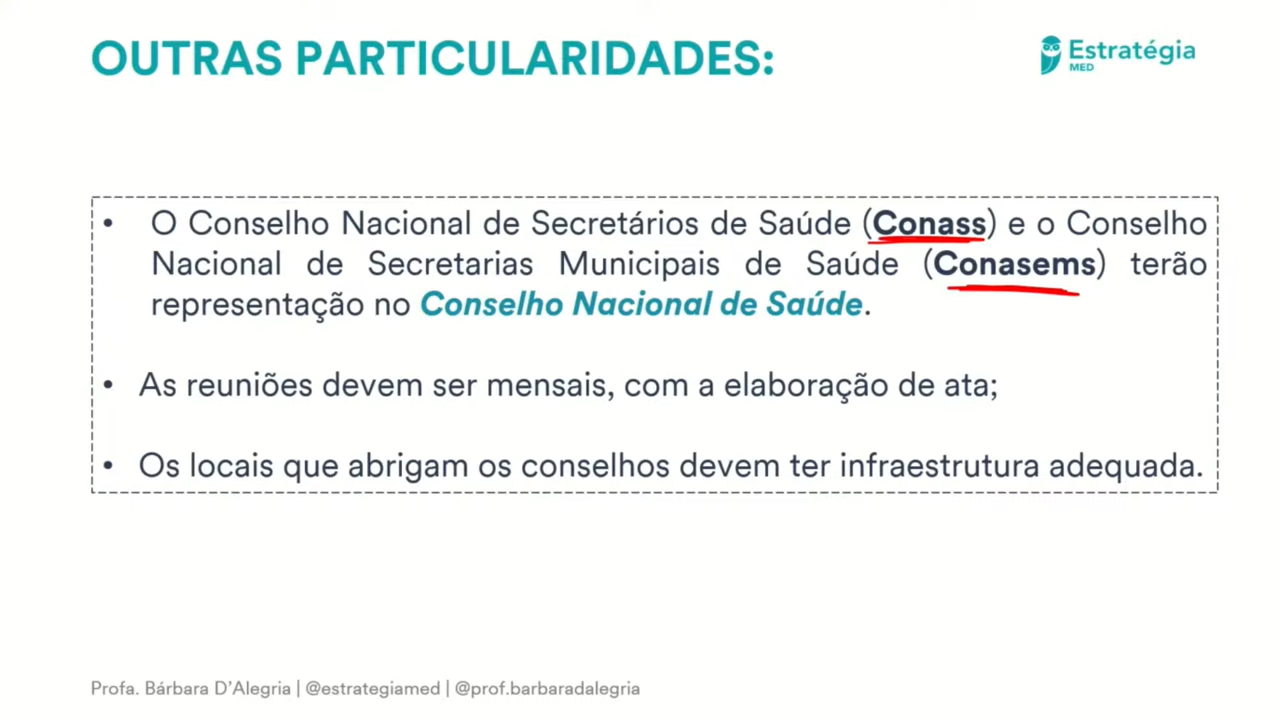 OUTRAS PARTICULARIDADES:
Estratégia
MED
• O Conselho Nacional de Secretários de Saúde (Conass) e o Conselho
Nacional de Secretarias Municipais de Saúde (Conasems) terão
representação no Conselho Nacional de Saúde.
• As reuniões devem ser mensais, com a elaboração de ata;
• Os locais que abrigam os conselhos devem ter infraestrutura adequada.
Profa. Bárbara D’Alegria | @estrategiamed | @prof.barbaradalegria